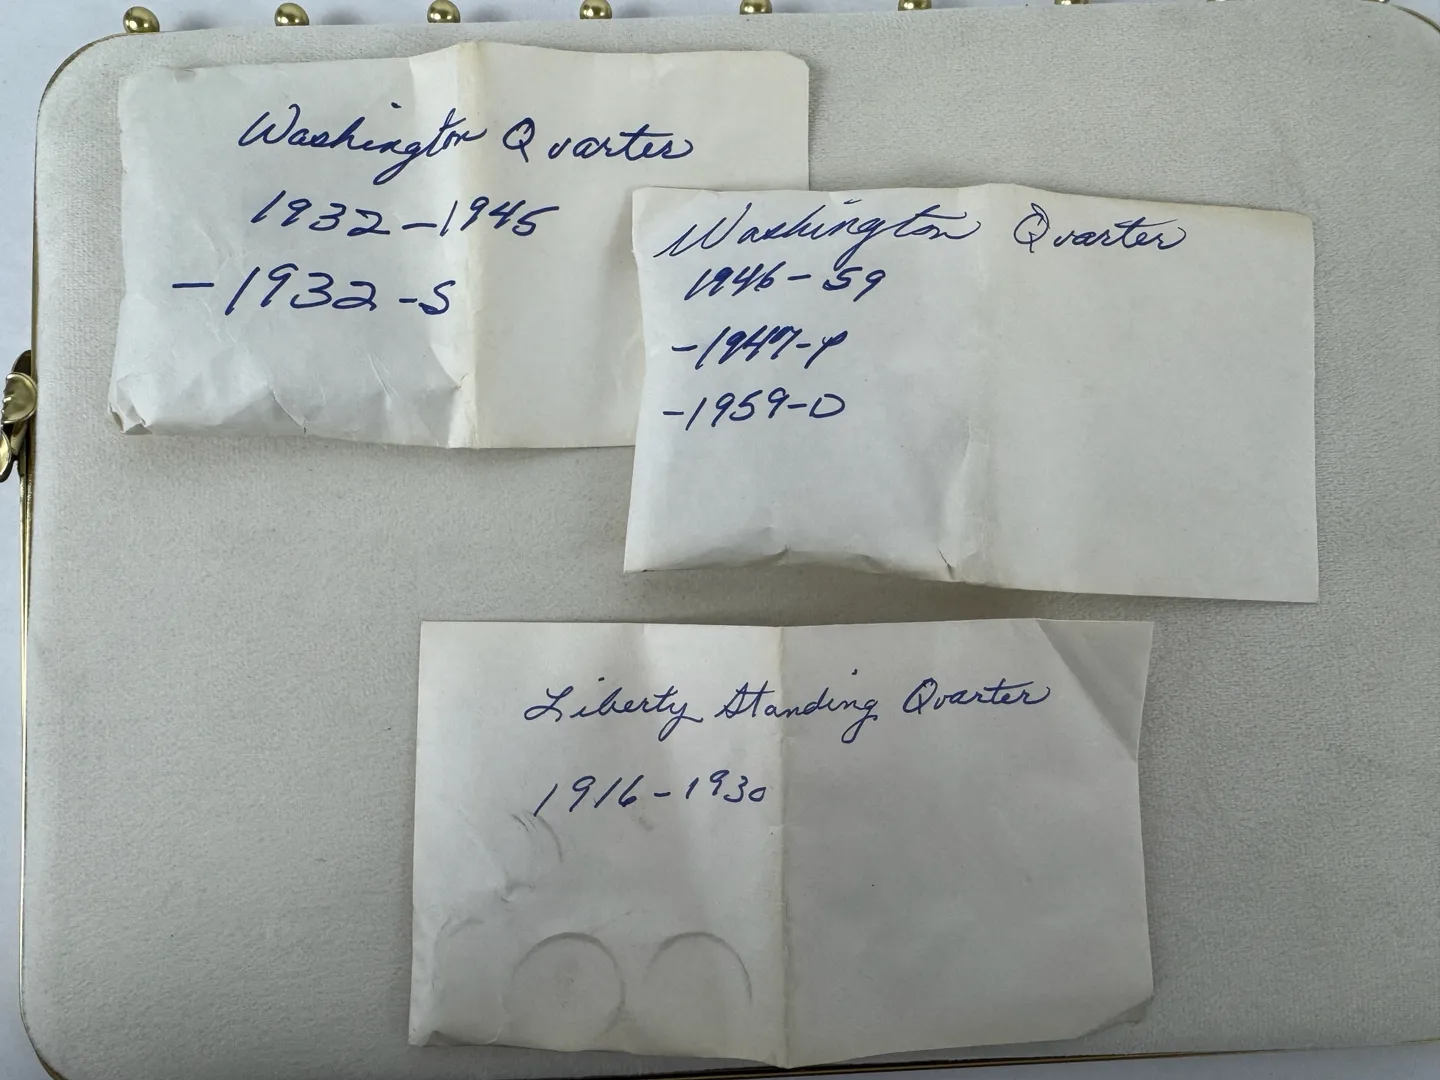 Washington Quarter
1932-1945
- 1932-S
Washington Quarter
1946-59
-1947-P
-1959-D
Liberty Standing Quarter
1916-1930